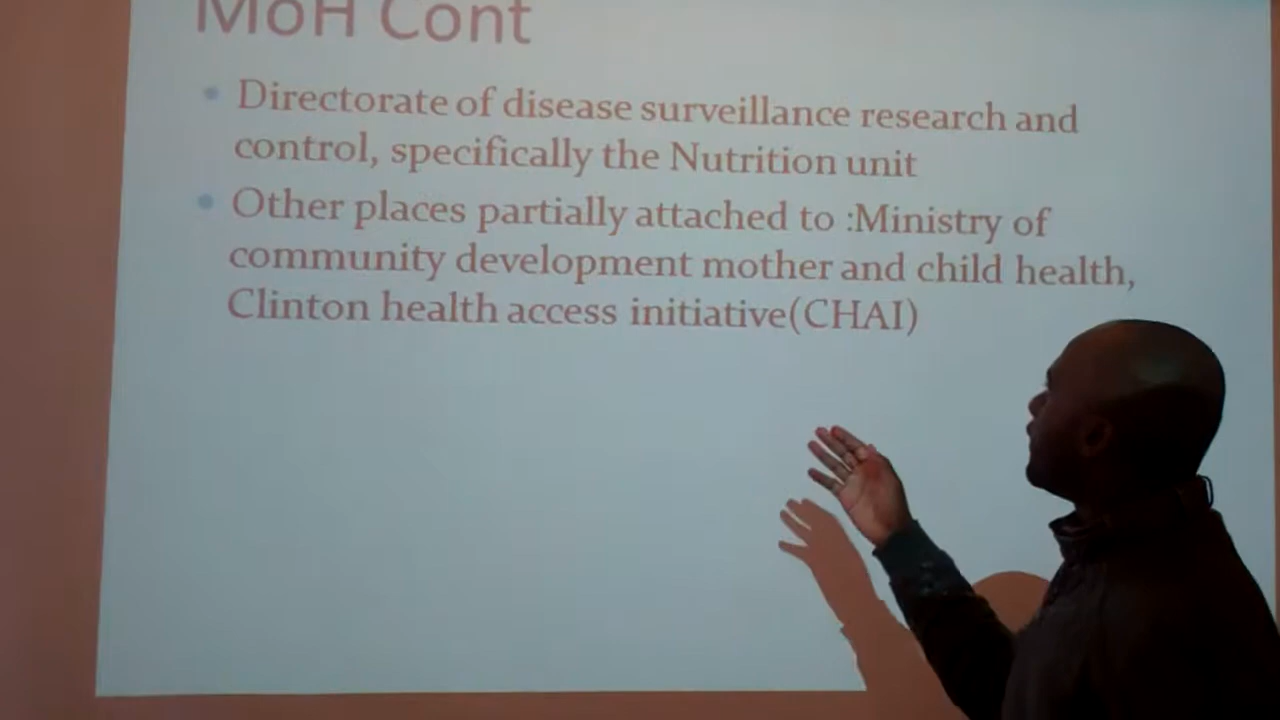 MoH Cont
Directorate of disease surveillance research and
control, specifically the Nutrition unit
Other places partially attached to :Ministry of
community development mother and child health,
Clinton health access initiative(CHAI)